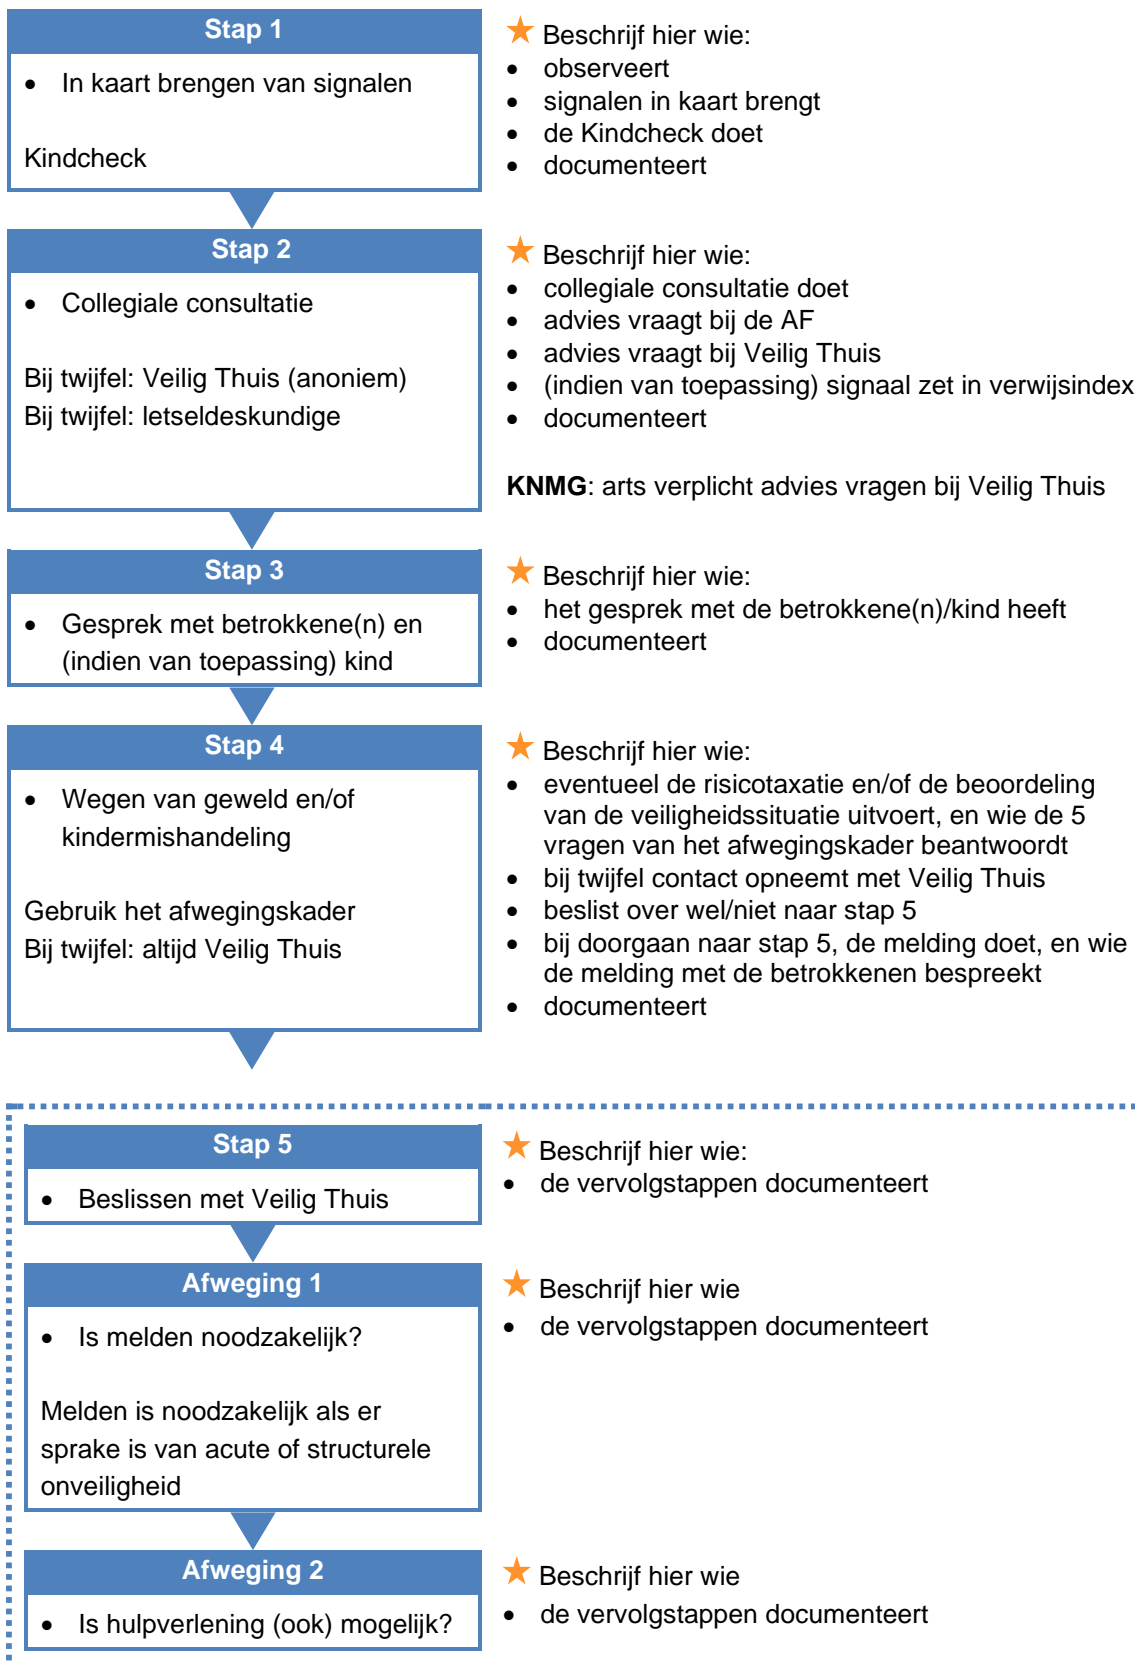 Stap 1
• In kaart brengen van signalen
Kindcheck
★ Beschrijf hier wie:
• observeert
• signalen in kaart brengt
• de Kindcheck doet
• documenteert
Stap 2
• Collegiale consultatie
Bij twijfel: Veilig Thuis (anoniem)
Bij twijfel: letseldeskundige
★ Beschrijf hier wie:
• collegiale consultatie doet
• advies vraagt bij de AF
• advies vraagt bij Veilig Thuis
• (indien van toepassing) signaal zet in verwijsindex
• documenteert
KNMG: arts verplicht advies vragen bij Veilig Thuis
Stap 3
• Gesprek met betrokkene(n) en
(indien van toepassing) kind
★ Beschrijf hier wie:
• het gesprek met de betrokkene(n)/kind heeft
• documenteert
Stap 4
• Wegen van geweld en/of
kindermishandeling
Gebruik het afwegingskader
Bij twijfel: altijd Veilig Thuis
★ Beschrijf hier wie:
• eventueel de risicotaxatie en/of de beoordeling
van de veiligheidssituatie uitvoert, en wie de 5
vragen van het afwegingskader beantwoordt
• bij twijfel contact opneemt met Veilig Thuis
• beslist over wel/niet naar stap 5
• bij doorgaan naar stap 5, de melding doet, en wie
de melding met de betrokkenen bespreekt
• documenteert
Stap 5
• Beslissen met Veilig Thuis
★ Beschrijf hier wie:
• de vervolgstappen documenteert
Afweging 1
• Is melden noodzakelijk?
Melden is noodzakelijk als er
sprake is van acute of structurele
onveiligheid
★ Beschrijf hier wie
• de vervolgstappen documenteert
Afweging 2
• Is hulpverlening (ook) mogelijk?
★ Beschrijf hier wie
• de vervolgstappen documenteert